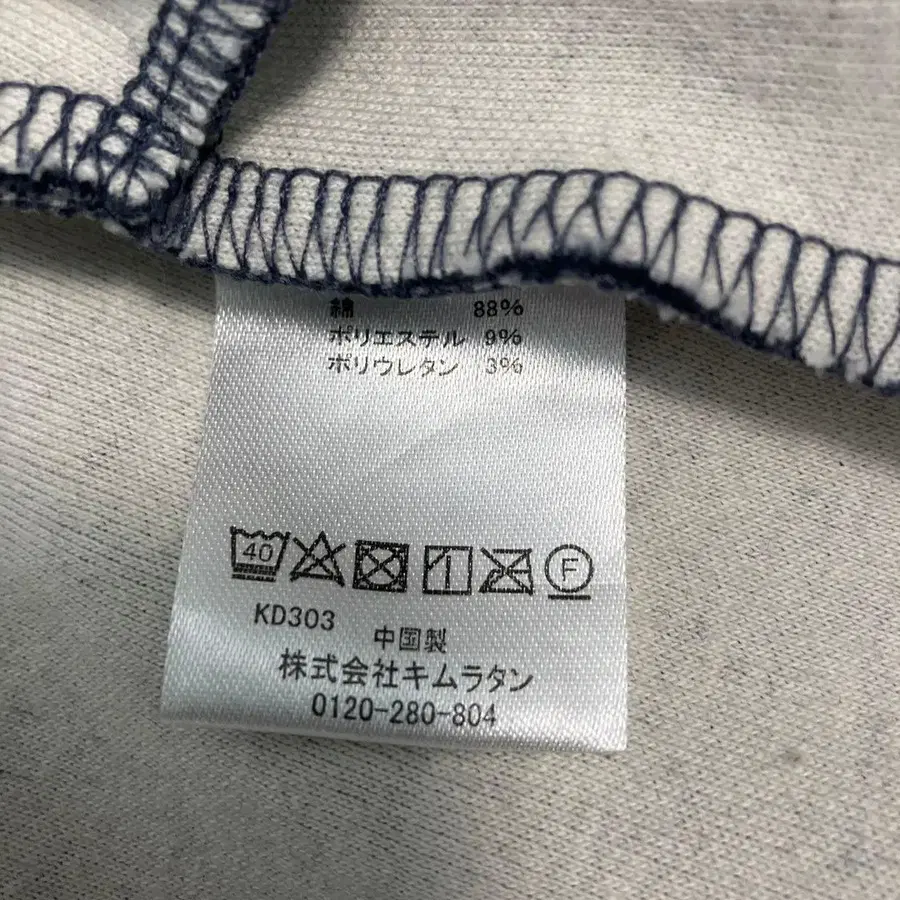 綿 88%
ポリエステル 9%
ポリウレタン 3%
40 F
KD303 中国製
株式会社キムラタン
0120-280-804